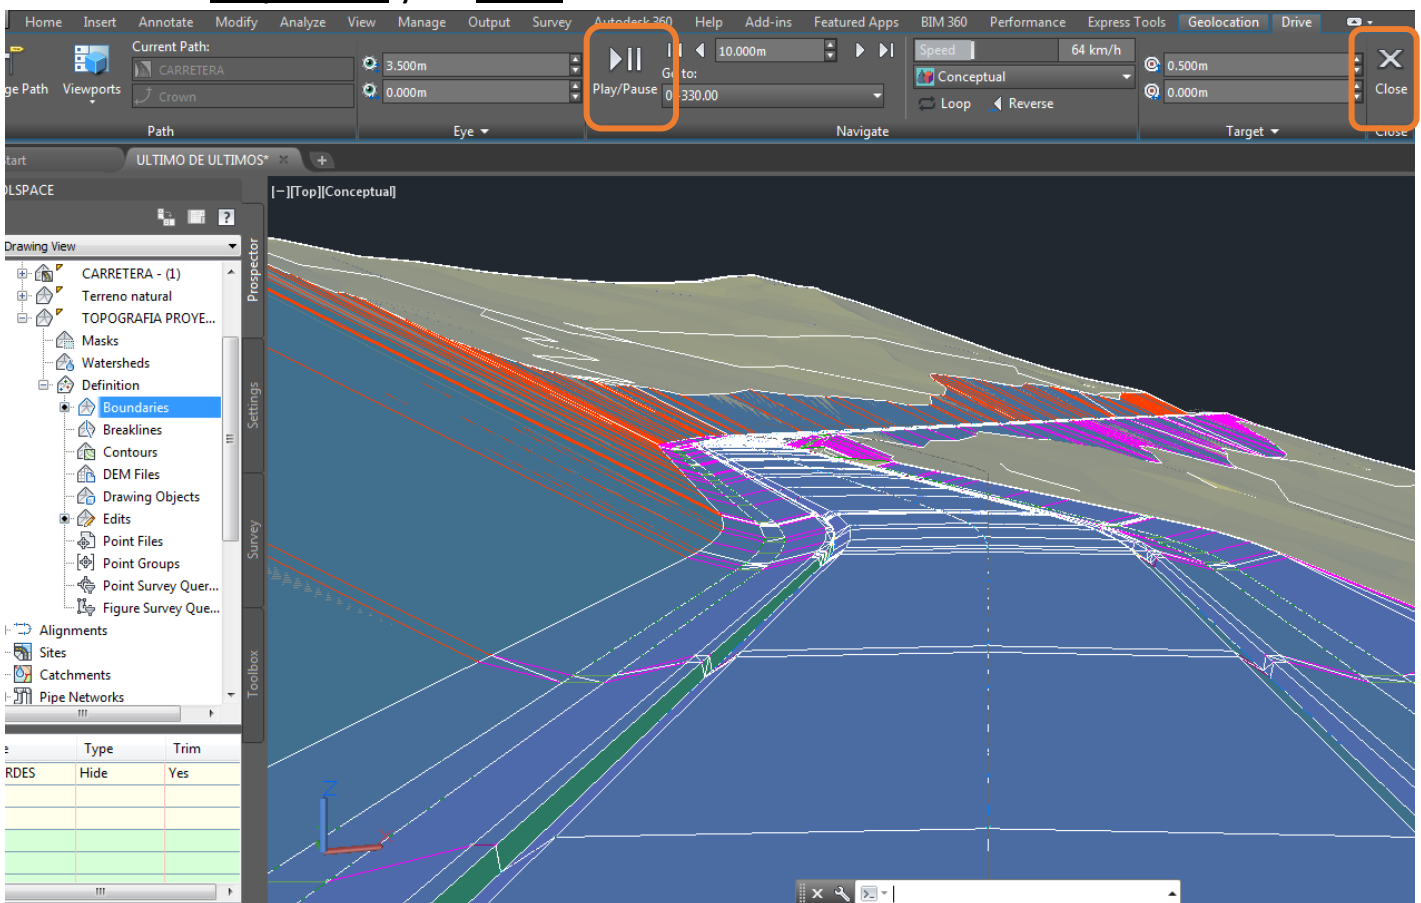 Home Insert Annotate Modify Analyze View Manage Output Survey Autodesk 360 Help Add-ins Featured Apps BIM 360 Performance Express Tools Geolocation Drive
Current Path:
CARRETERA
Crown
ge Path
Viewports
Path
3.500m
0.000m
Eye
Play/Pause
10.000m
Go to:
330.00
Speed
64 km/h
Conceptual
Loop
Reverse
Navigate
0.500m
0.000m
Target
Close
Close
tart
ULTIMO DE ULTIMOS*
OLSPACE
[−][Top][Conceptual]
Drawing View
CARRETERA - (1)
Terreno natural
TOPOGRAFIA PROYE...
Masks
Watersheds
Definition
Boundaries
Breaklines
Contours
DEM Files
Drawing Objects
Edits
Point Files
Point Groups
Point Survey Quer...
Figure Survey Que...
Alignments
Sites
Catchments
Pipe Networks
Prospector
Settings
Survey
Toolbox
e Type Trim
RDES Hide Yes
Z
X